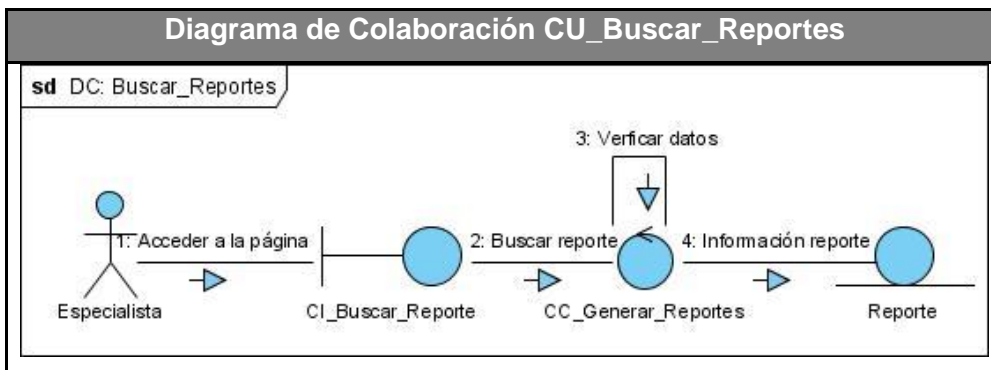 Diagrama de Colaboración CU_Buscar_Reportes
sd DC: Buscar_Reportes
3: Verficar datos
1: Acceder a la página
2: Buscar reporte
4: Información reporte
Especialista
CI_Buscar_Reporte
CC_Generar_Reportes
Reporte